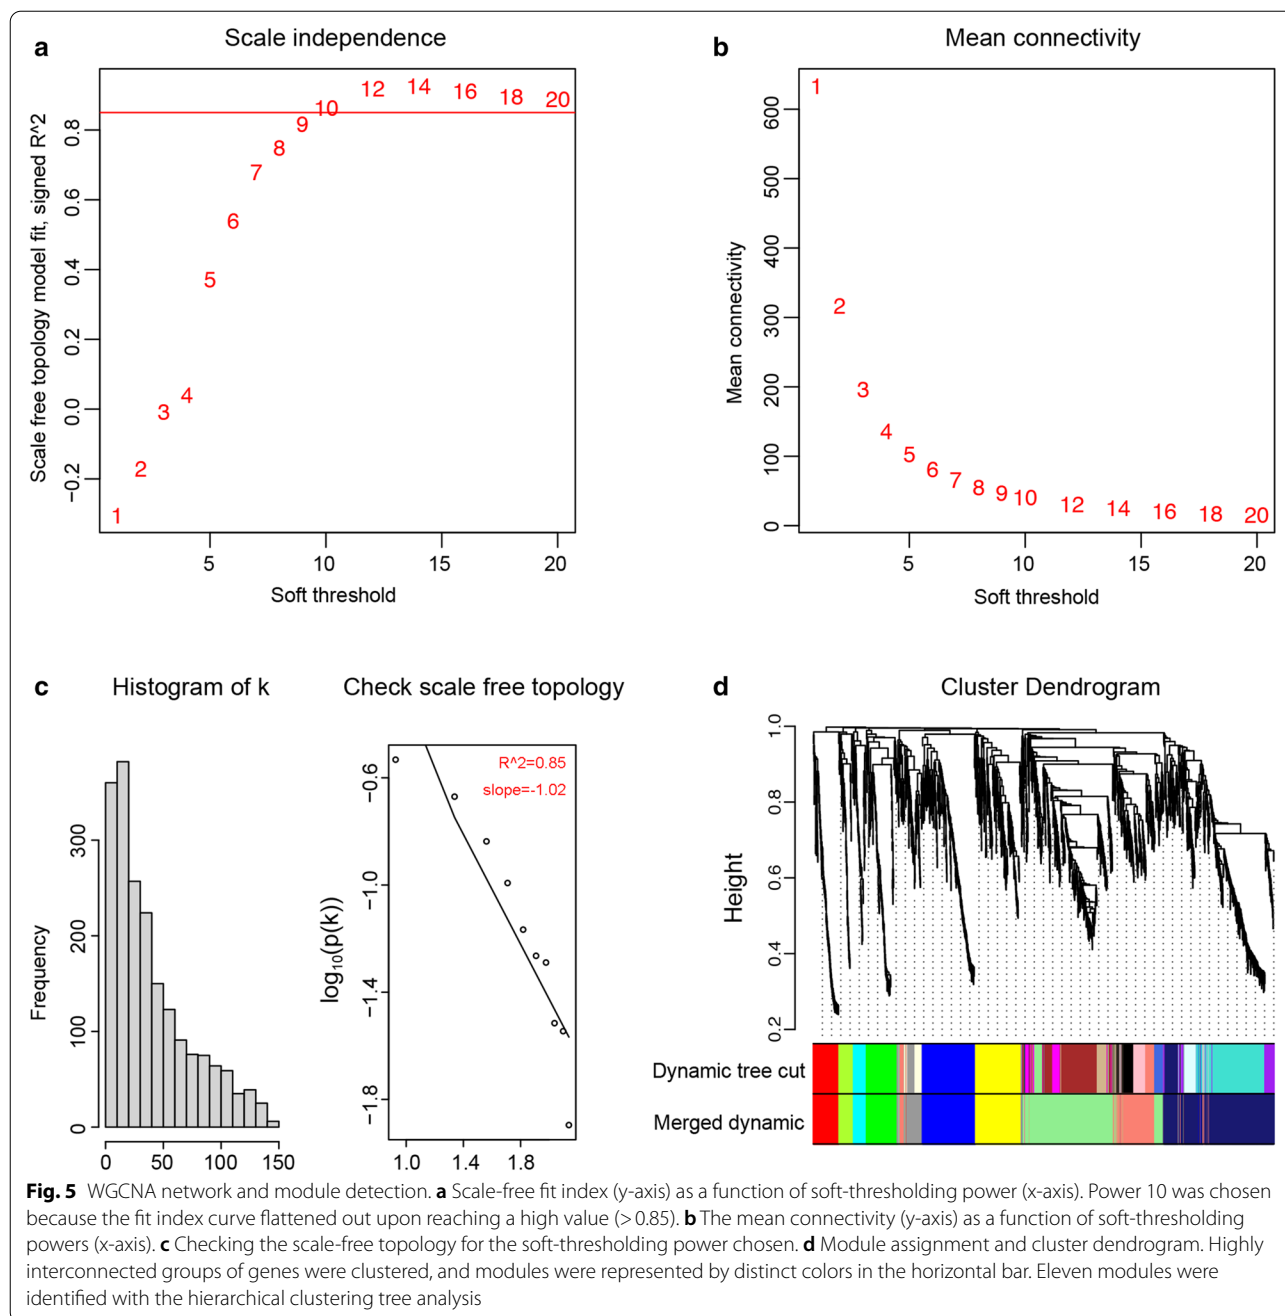 a
Scale independence
Scale free topology model fit, signed R^2
0.8
0.6
0.4
0.2
0.0
−0.2
1
2
3
4
5
6
7
8
9
10
12
14
16
18
20
5
10
15
20
Soft threshold
b
Mean connectivity
Mean connectivity
600
500
400
300
200
100
0
1
2
3
4
5
6
7
8
9
10
12
14
16
18
20
5
10
15
20
Soft threshold
c
Histogram of k
Frequency
300
200
100
0
0
50
100
150
Check scale free topology
R^2=0.85
slope=-1.02
log₁₀(p(k))
−0.6
−1.0
−1.4
−1.8
1.0
1.4
1.8
d
Cluster Dendrogram
Height
1.0
0.8
0.6
0.4
0.2
Dynamic tree cut
Merged dynamic
Fig. 5 WGCNA network and module detection. a Scale-free fit index (y-axis) as a function of soft-thresholding power (x-axis). Power 10 was chosen
because the fit index curve flattened out upon reaching a high value (> 0.85). b The mean connectivity (y-axis) as a function of soft-thresholding
powers (x-axis). c Checking the scale-free topology for the soft-thresholding power chosen. d Module assignment and cluster dendrogram. Highly
interconnected groups of genes were clustered, and modules were represented by distinct colors in the horizontal bar. Eleven modules were
identified with the hierarchical clustering tree analysis